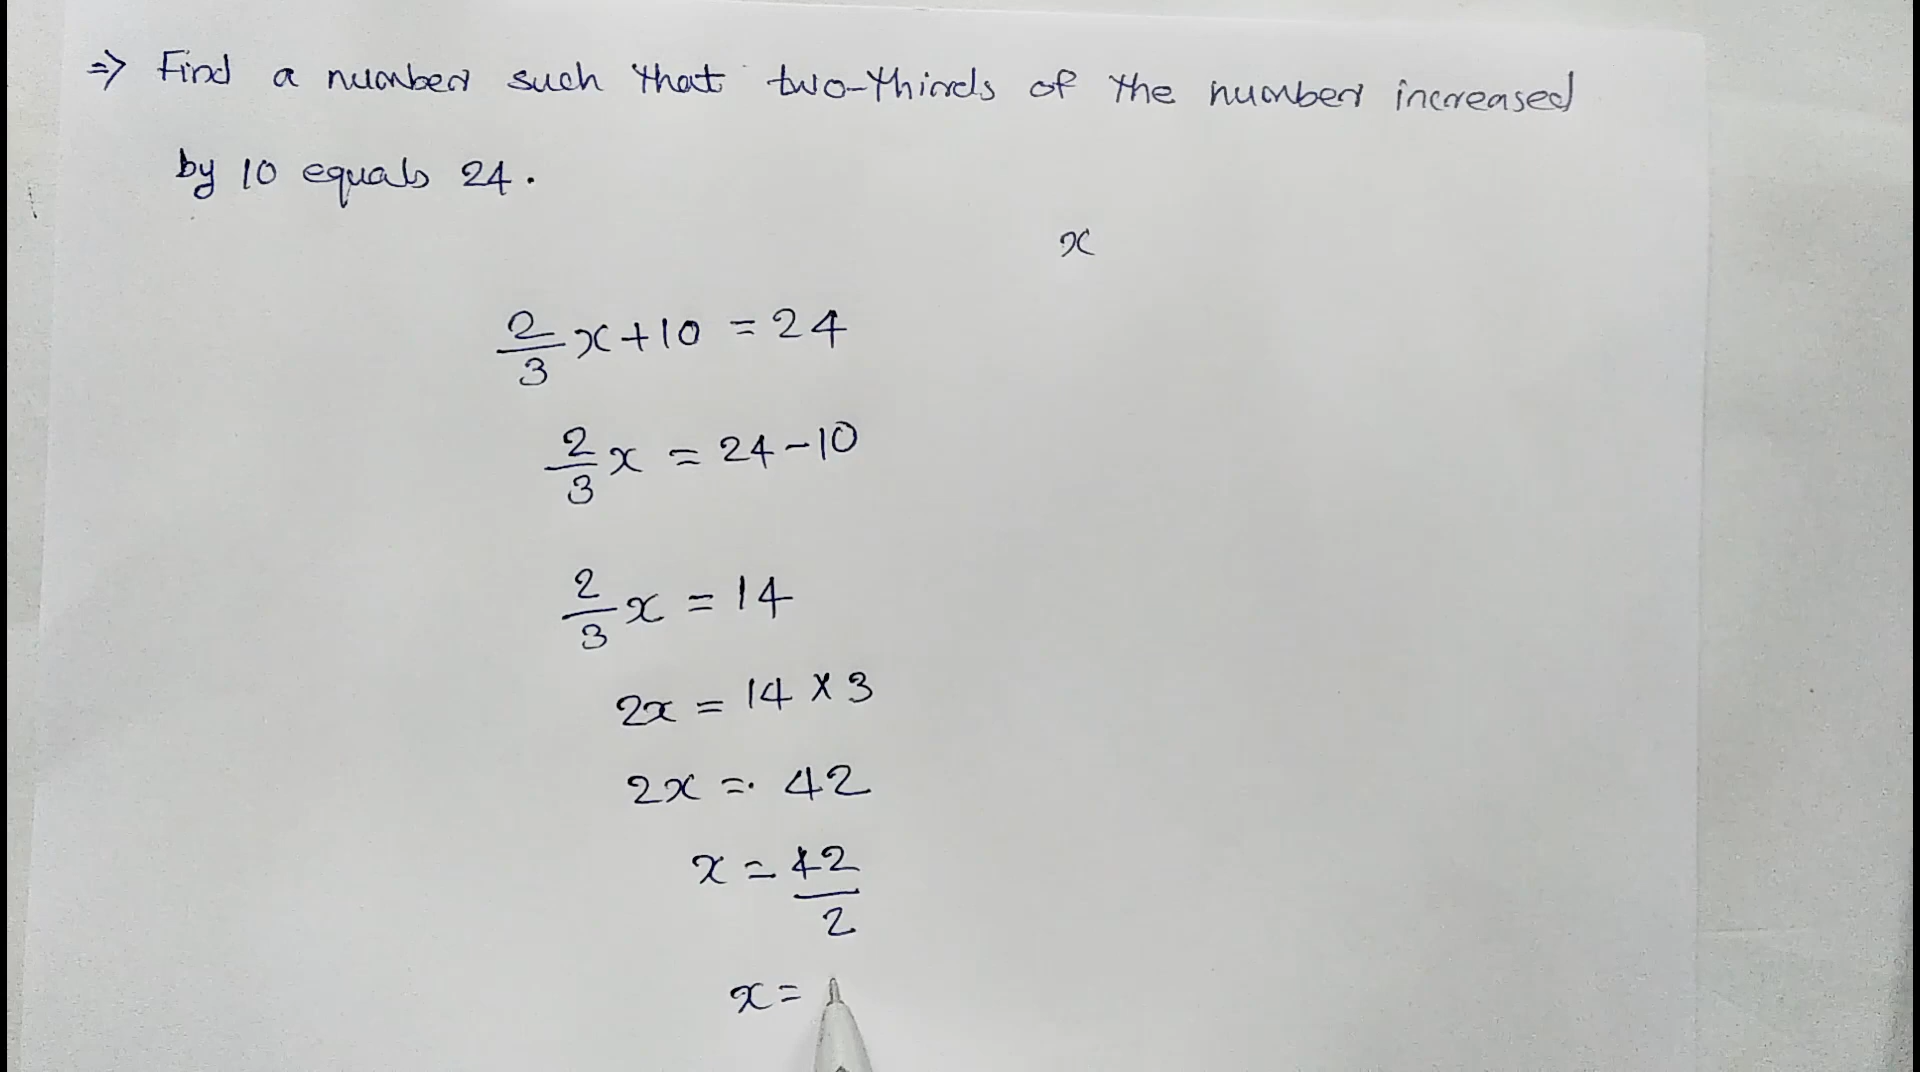 ⇒ Find a number such that two-thirds of the number increased
by 10 equals 24.
x
2/3 x + 10 = 24
2/3 x = 24 - 10
2/3 x = 14
2x = 14 x 3
2x = 42
x = 42/2
x =